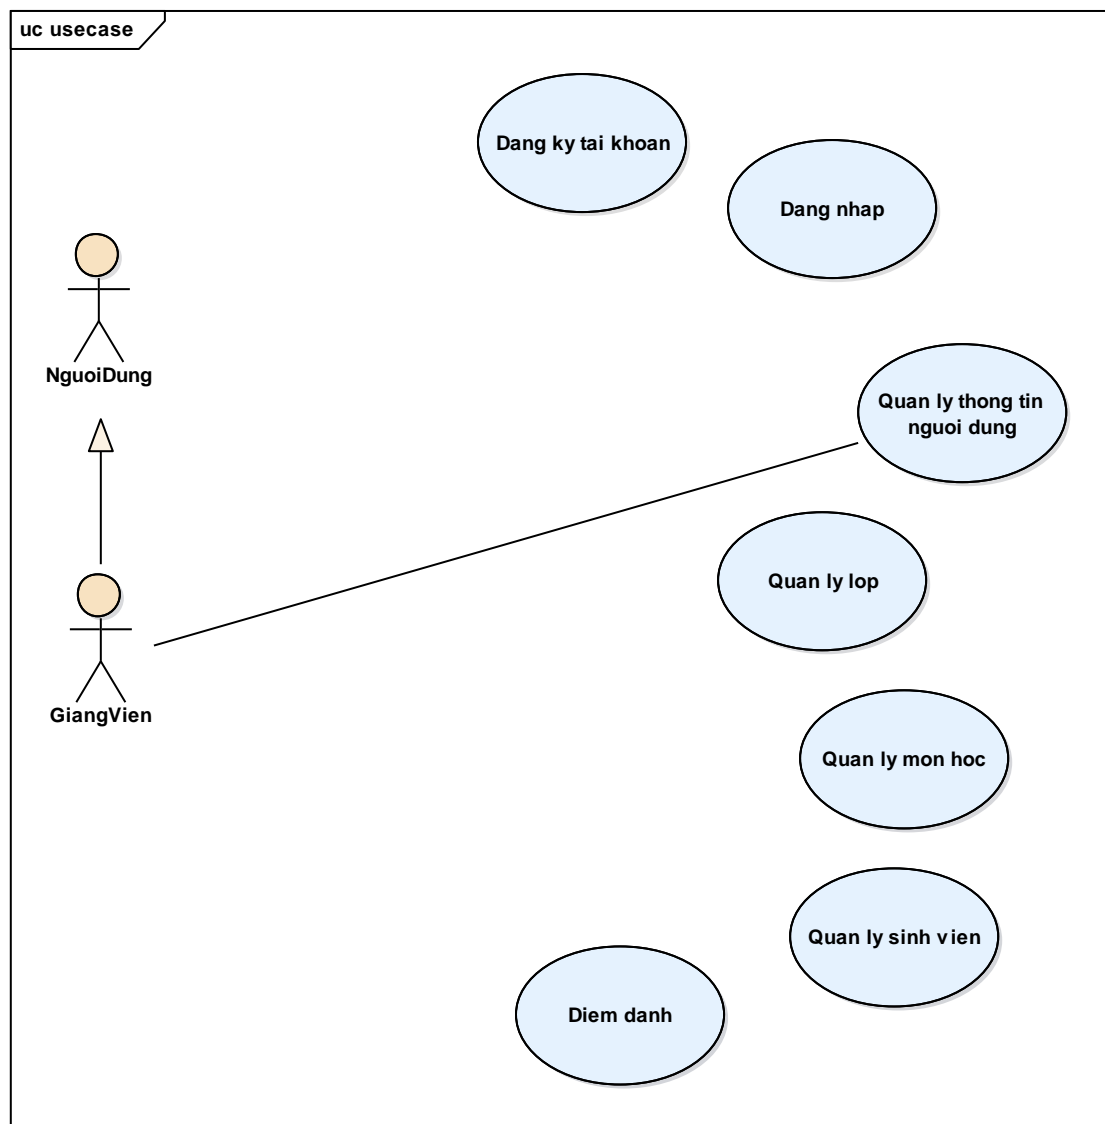 uc usecase
Dang ky tai khoan
Dang nhap
NguoiDung
Quan ly thong tin
nguoi dung
Quan ly lop
GiangVien
Quan ly mon hoc
Quan ly sinh vien
Diem danh